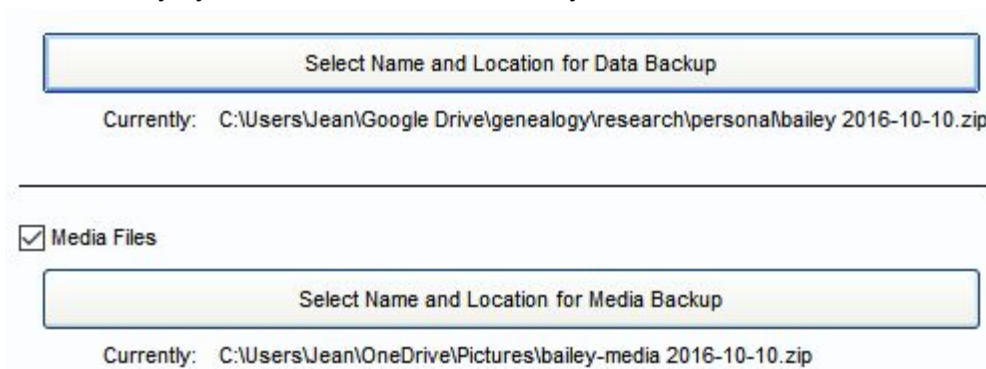 Select Name and Location for Data Backup
Currently: C:\Users\Jean\Google Drive\genealogy\research\personal\bailey 2016-10-10.zip
Media Files
Select Name and Location for Media Backup
Currently: C:\Users\Jean\OneDrive\Pictures\bailey-media 2016-10-10.zip